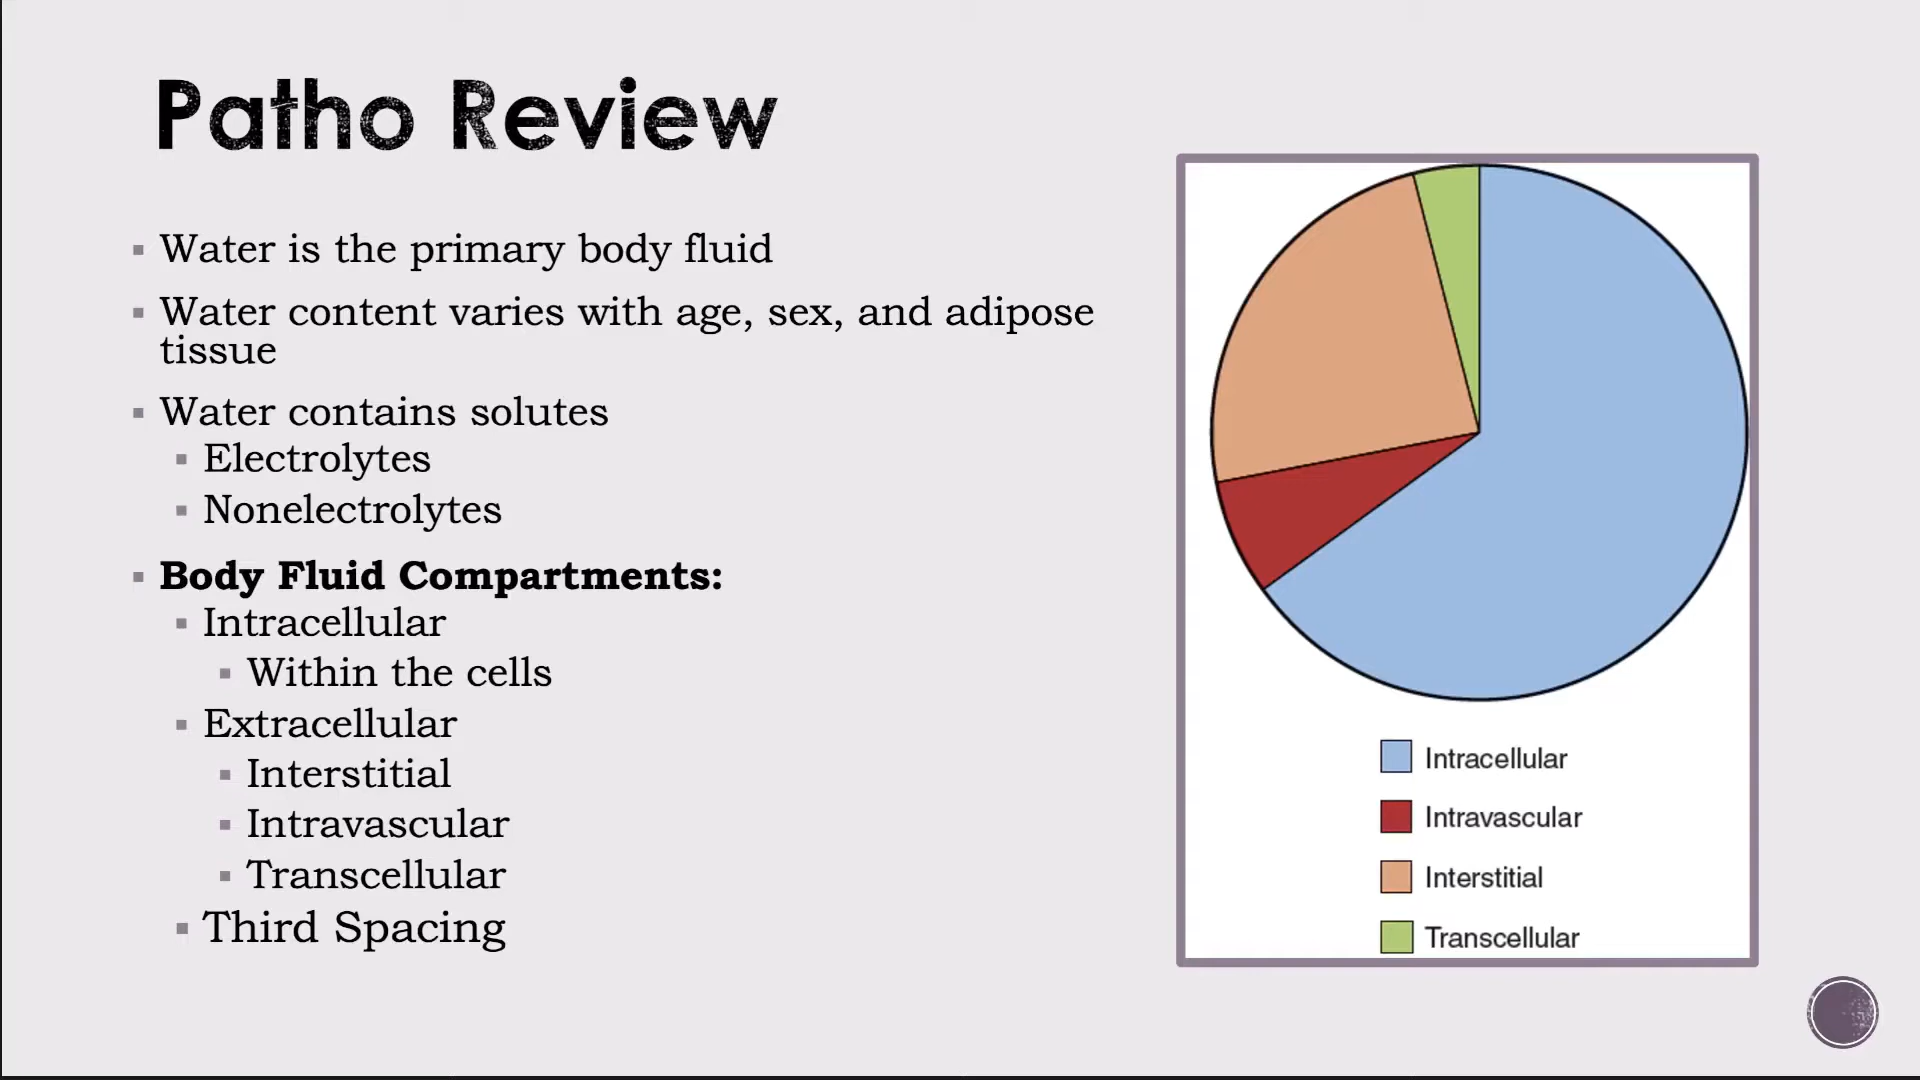 Patho Review
Water is the primary body fluid
Water content varies with age, sex, and adipose
tissue
Water contains solutes
Electrolytes
Nonelectrolytes
Body Fluid Compartments:
Intracellular
Within the cells
Extracellular
Interstitial
Intravascular
Transcellular
Third Spacing
Intracellular
Intravascular
Interstitial
Transcellular